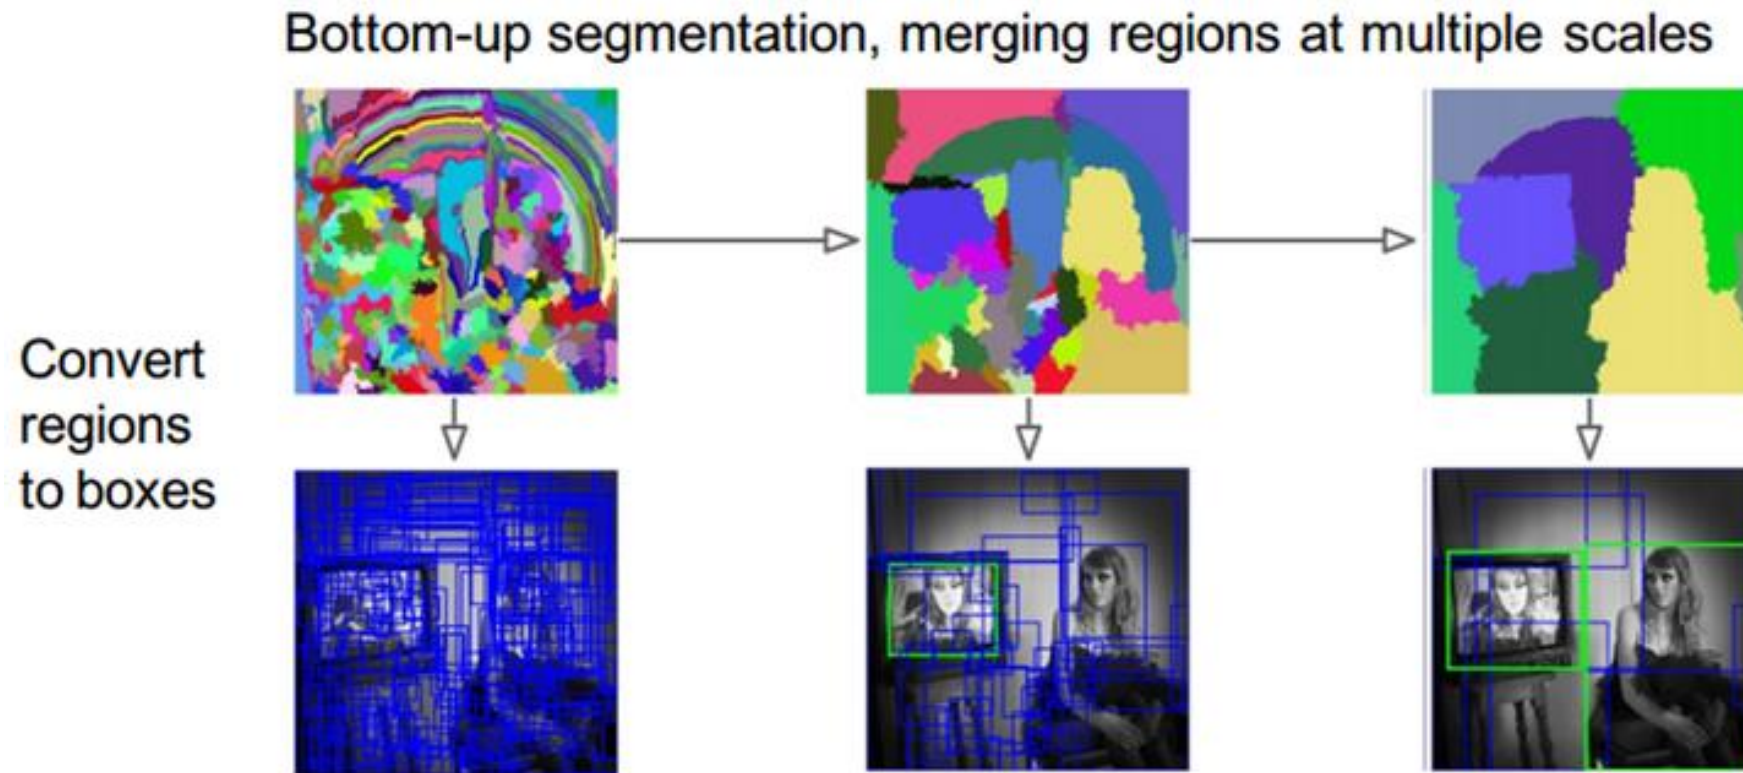 Bottom-up segmentation, merging regions at multiple scales
Convert
regions
to boxes